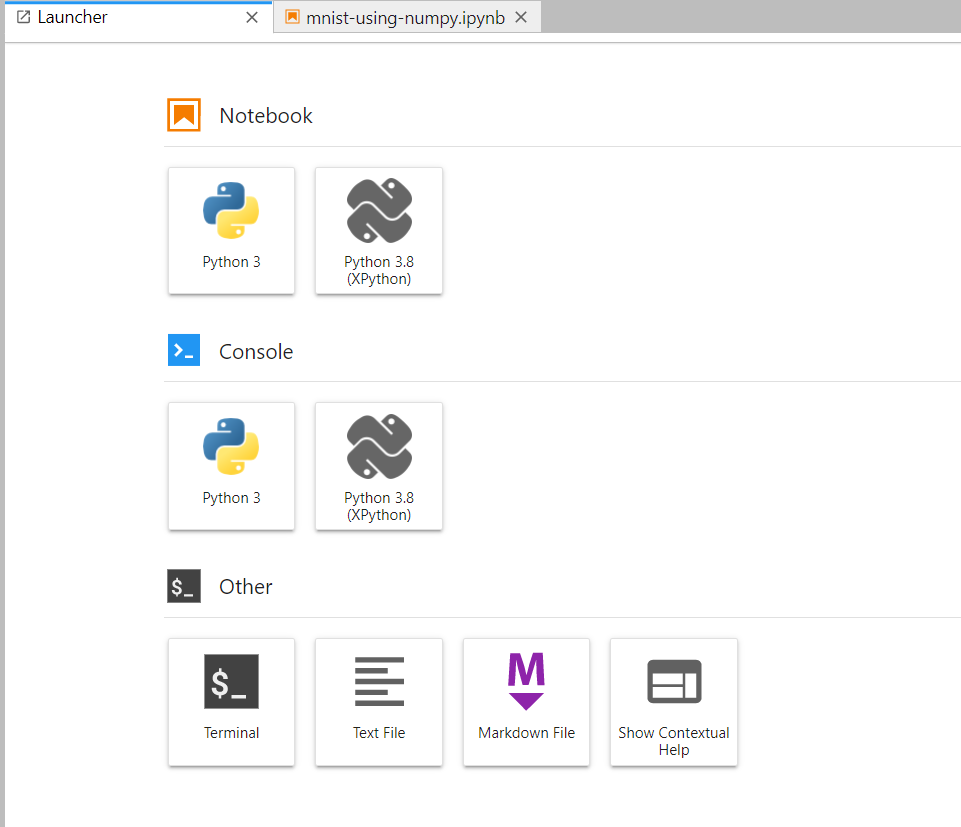 Launcher
mnist-using-numpy.ipynb
Notebook
Python 3
Python 3.8
(XPython)
Console
Python 3
Python 3.8
(XPython)
$_ Other
$_
M
Terminal
Text File
Markdown File
Show Contextual
Help